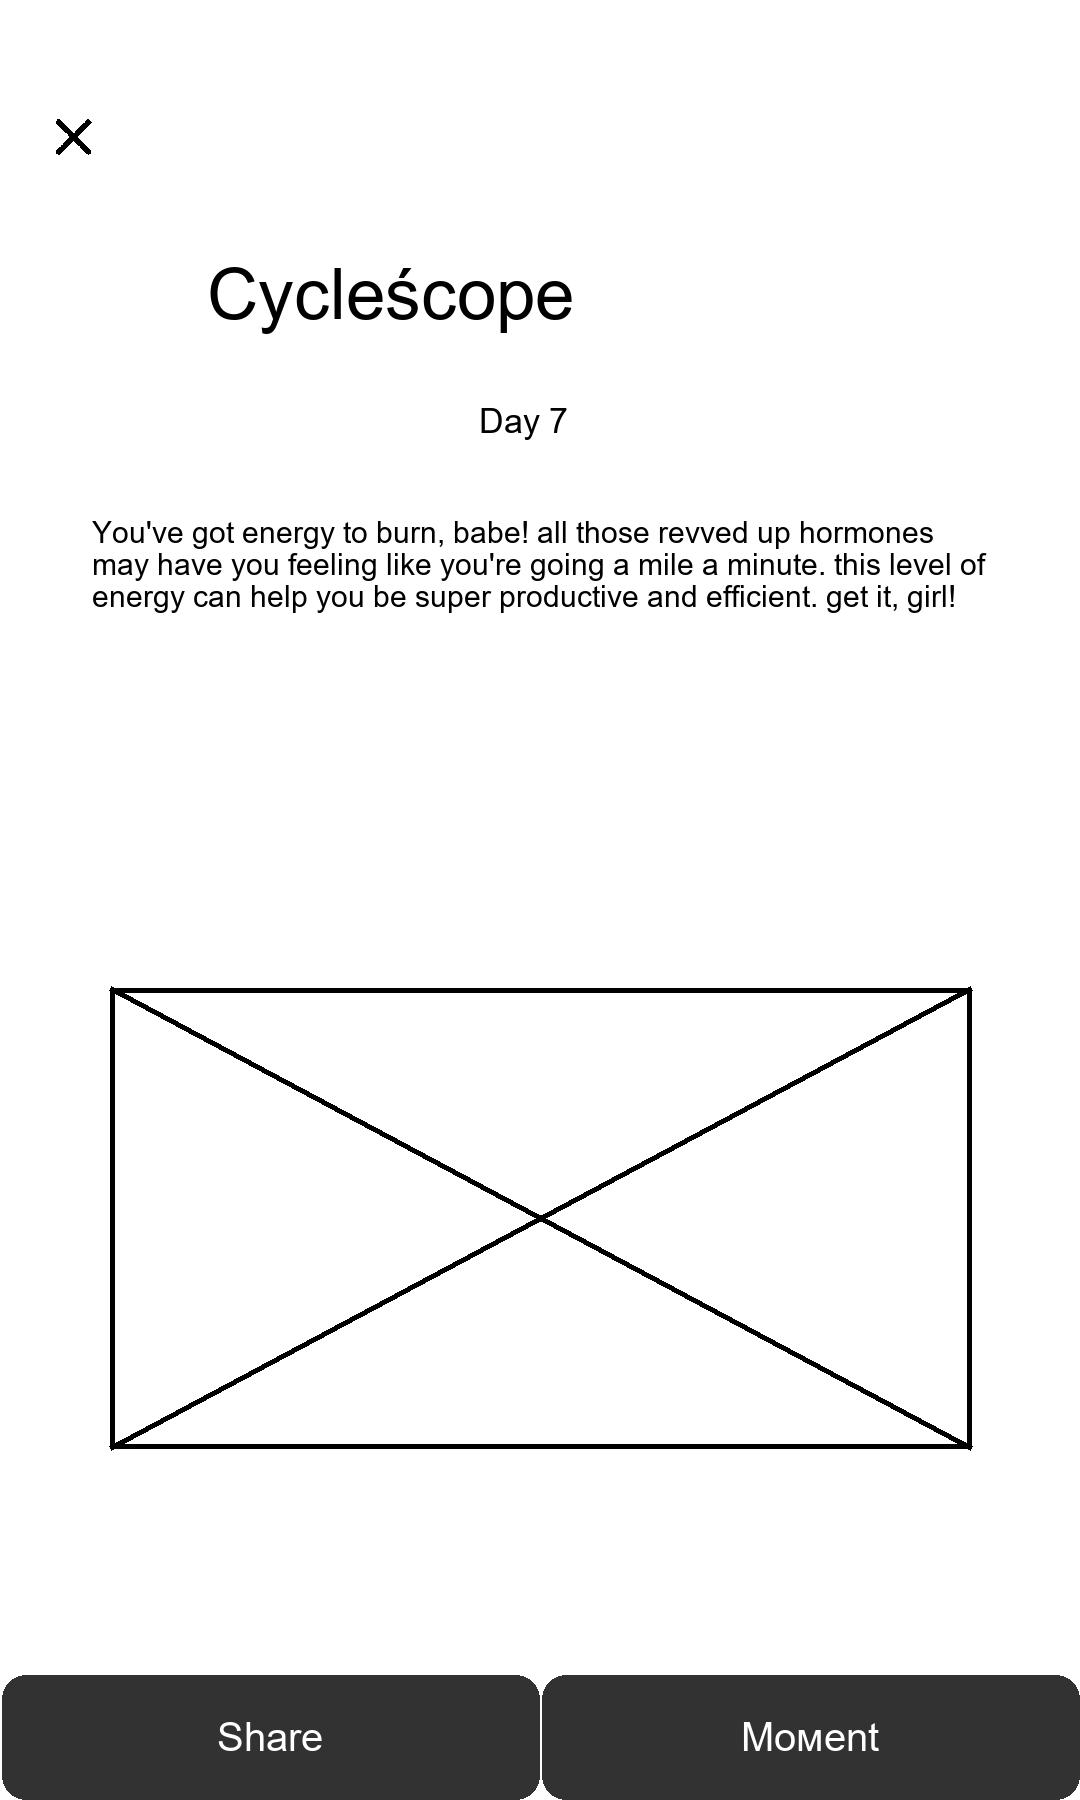 Cycleścope
Day 7
You've got energy to burn, babe! all those revved up hormones
may have you feeling like you're going a mile a minute. this level of
energy can help you be super productive and efficient. get it, girl!
Share
Moмent